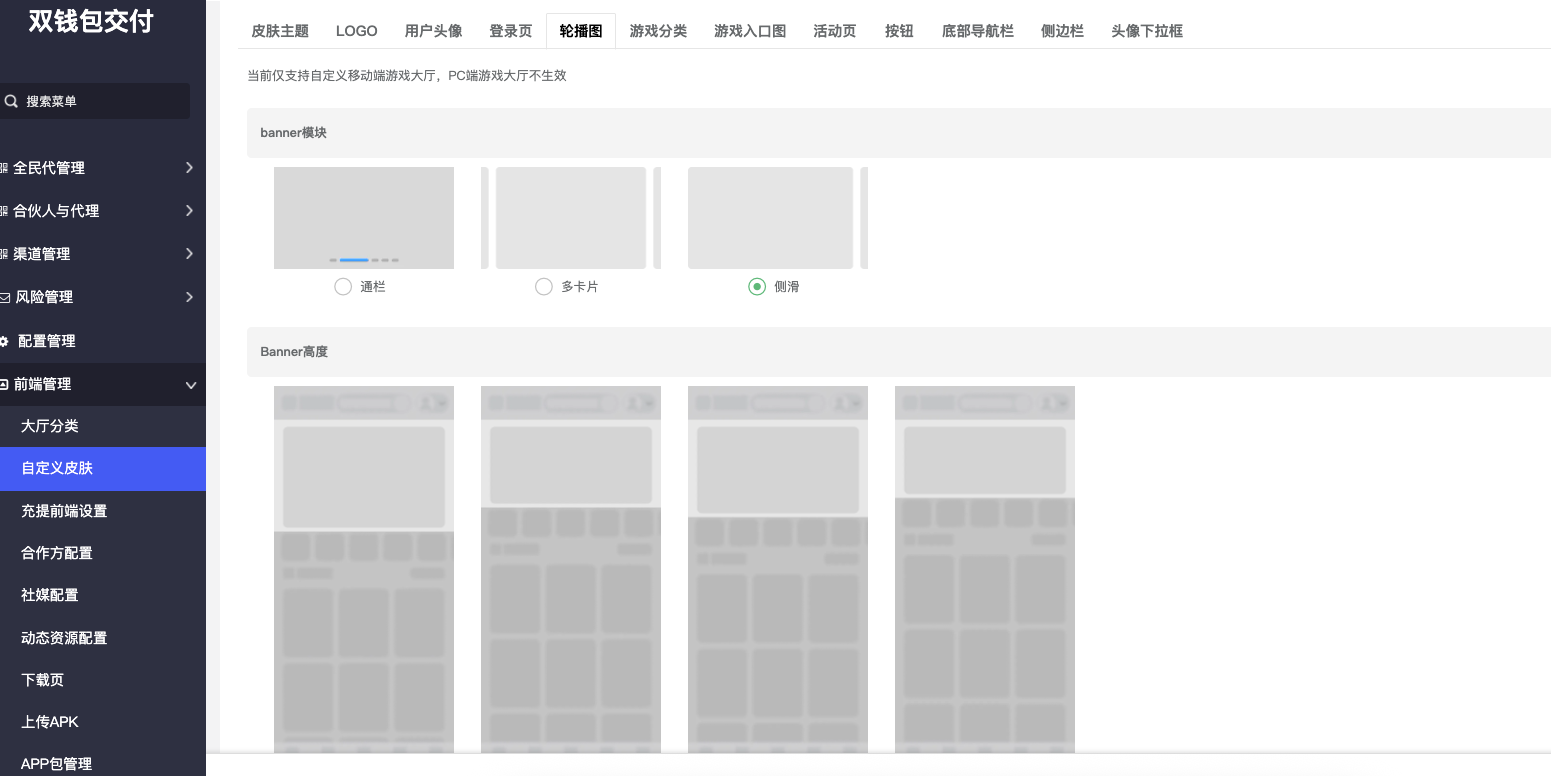 双钱包交付
搜索菜单
全民代管理
合伙人与代理
渠道管理
风险管理
配置管理
前端管理
大厅分类
自定义皮肤
充提前端设置
合作方配置
社媒配置
动态资源配置
下载页
上传APK
APP包管理
皮肤主题 LOGO 用户头像 登录页 轮播图 游戏分类 游戏入口图 活动页 按钮 底部导航栏 侧边栏 头像下拉框
当前仅支持自定义移动端游戏大厅，PC端游戏大厅不生效
banner模块
通栏 多卡片 侧滑
Banner高度